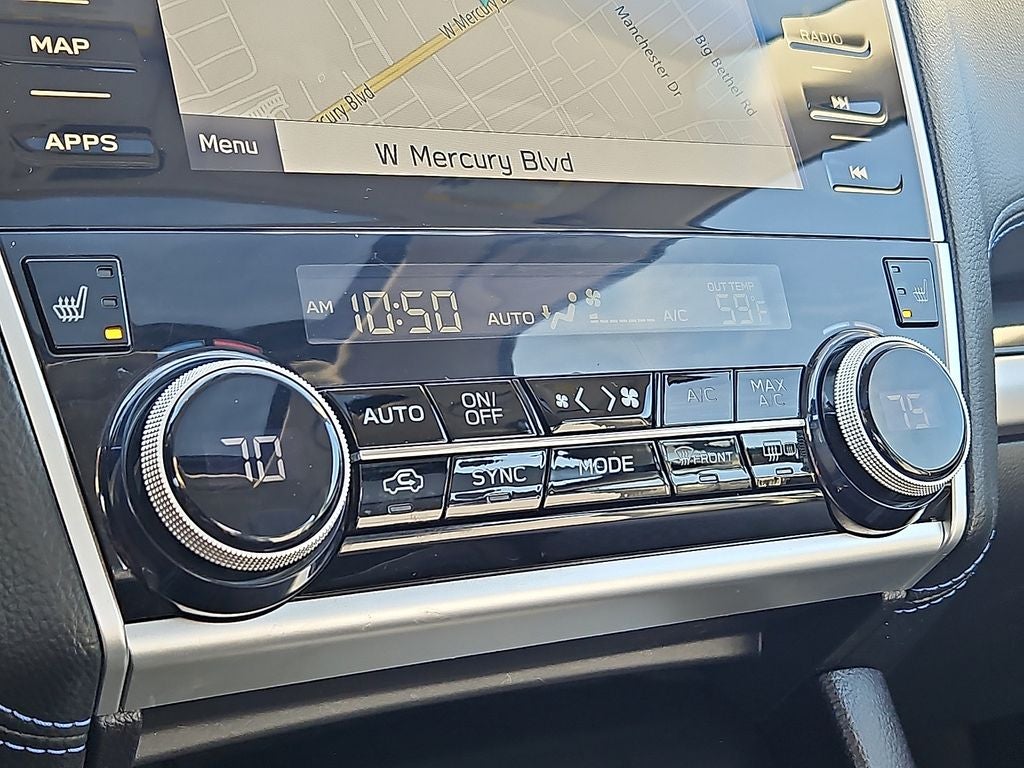 MAP
APPS
W Mercury B
cury Blvd
Manchester Dr
Big Bethel Rd
Menu
W Mercury Blvd
RADIO
AM 10:50
AUTO
A/C
OUT TEMP
59°F
70
AUTO
ON/
OFF
A/C
MAX
A/C
SYNC
MODE
FRONT
75